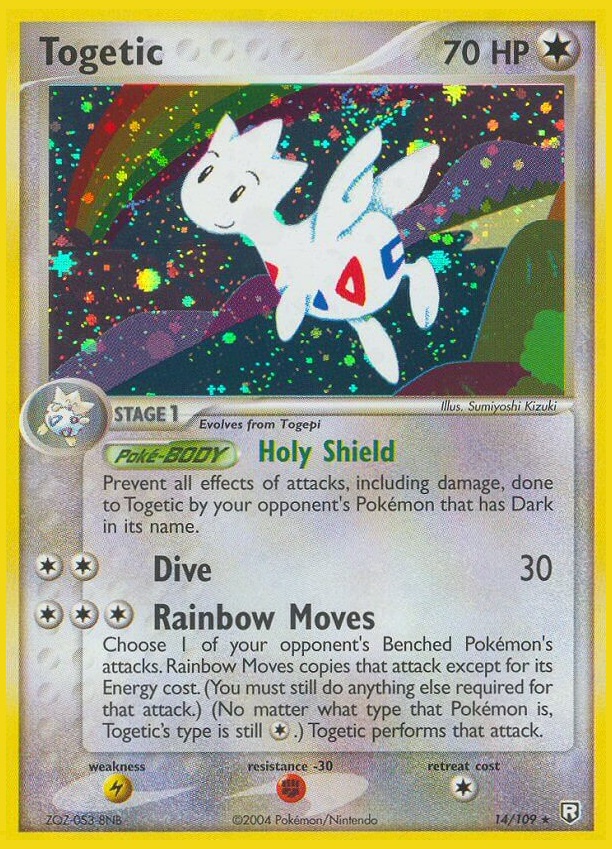 Togetic 70 HP
Illus. Sumiyoshi Kizuki
STAGE 1
Evolves from Togepi
Poké-BODY Holy Shield
Prevent all effects of attacks, including damage, done
to Togetic by your opponent's Pokémon that has Dark
in its name.
Dive 30
Rainbow Moves
Choose 1 of your opponent's Benched Pokémon's
attacks. Rainbow Moves copies that attack except for its
Energy cost. (You must still do anything else required for
that attack.) (No matter what type that Pokémon is,
Togetic's type is still .) Togetic performs that attack.
weakness resistance -30 retreat cost
ZOZ-053-8NB ©2004 Pokémon/Nintendo 14/109 ★ R